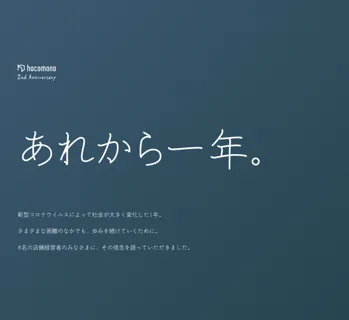 hacomono
2nd Anniversary
あれから一年。
新型コロナウイルスによって社会が大きく変化した1年。
さまざまな困難のなかでも、歩みを続けていくために。
8名の店舗経営者のみなさまに、その信念を語っていただきました。